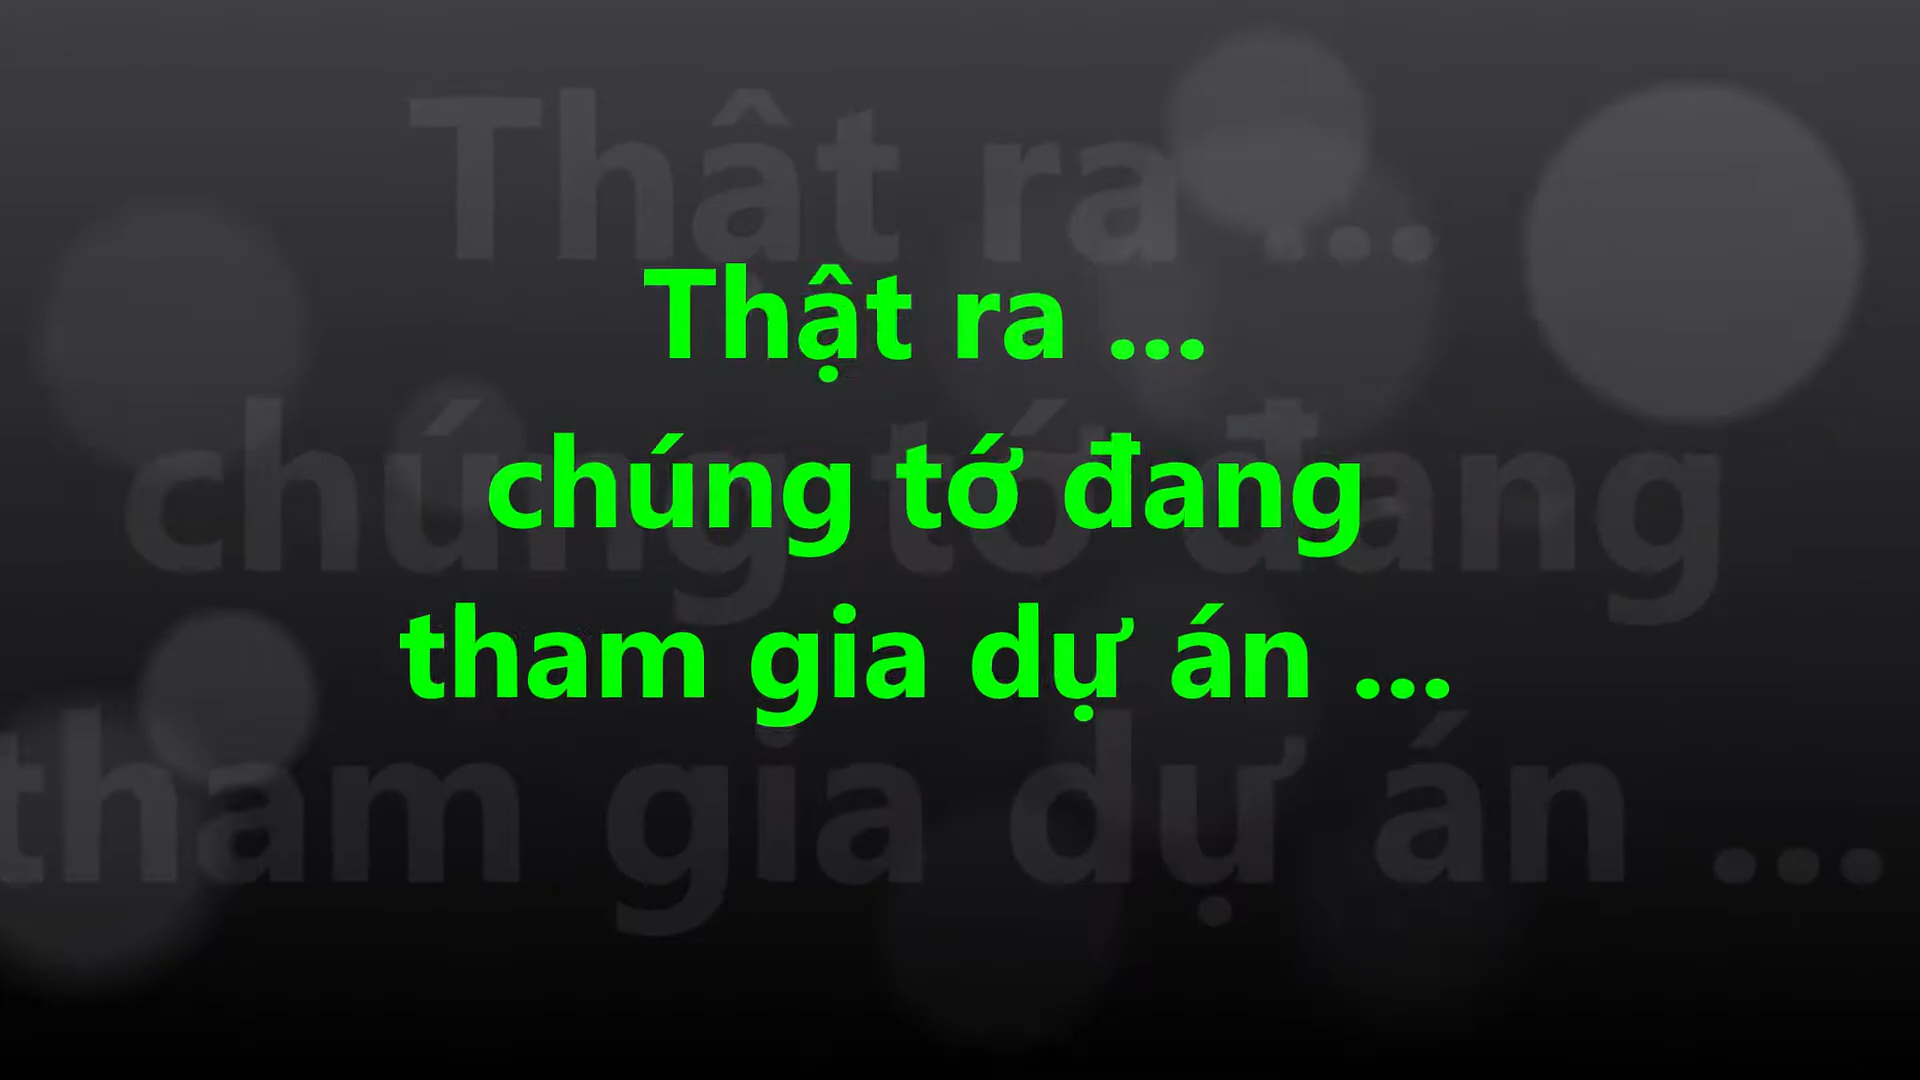 Thật ra ...
chúng tớ đang
tham gia dự án ...